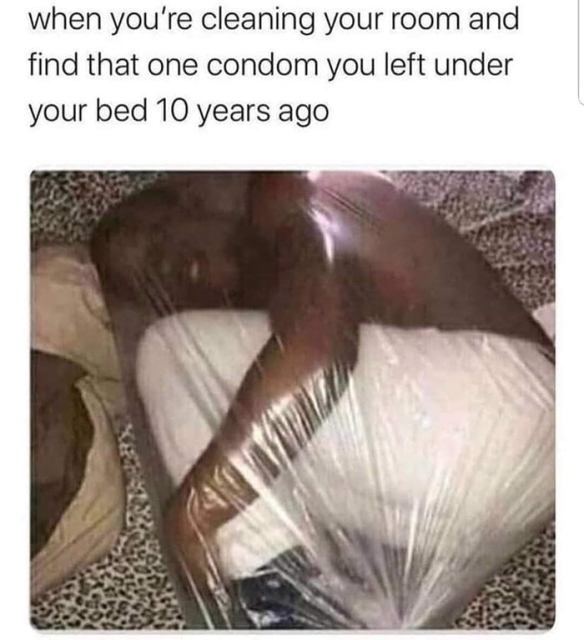 when you're cleaning your room and
find that one condom you left under
your bed 10 years ago